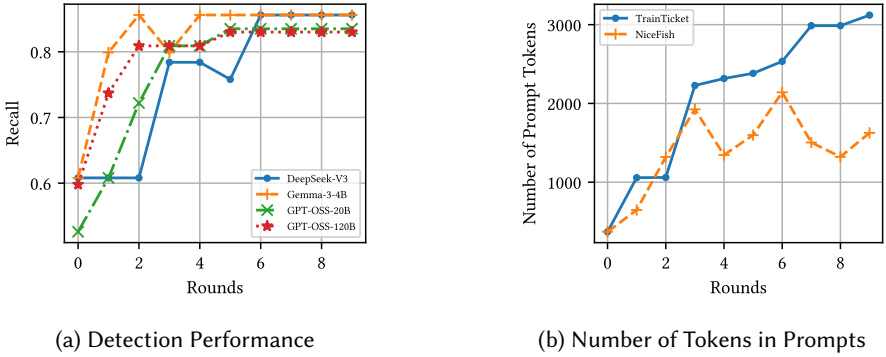 0.8
0.7
0.6
Recall
0
2
4
6
8
Rounds
DeepSeek-V3
Gemma-3-4B
GPT-OSS-20B
GPT-OSS-120B
(a) Detection Performance
3000
2000
1000
Number of Prompt Tokens
TrainTicket
NiceFish
0
2
4
6
8
Rounds
(b) Number of Tokens in Prompts